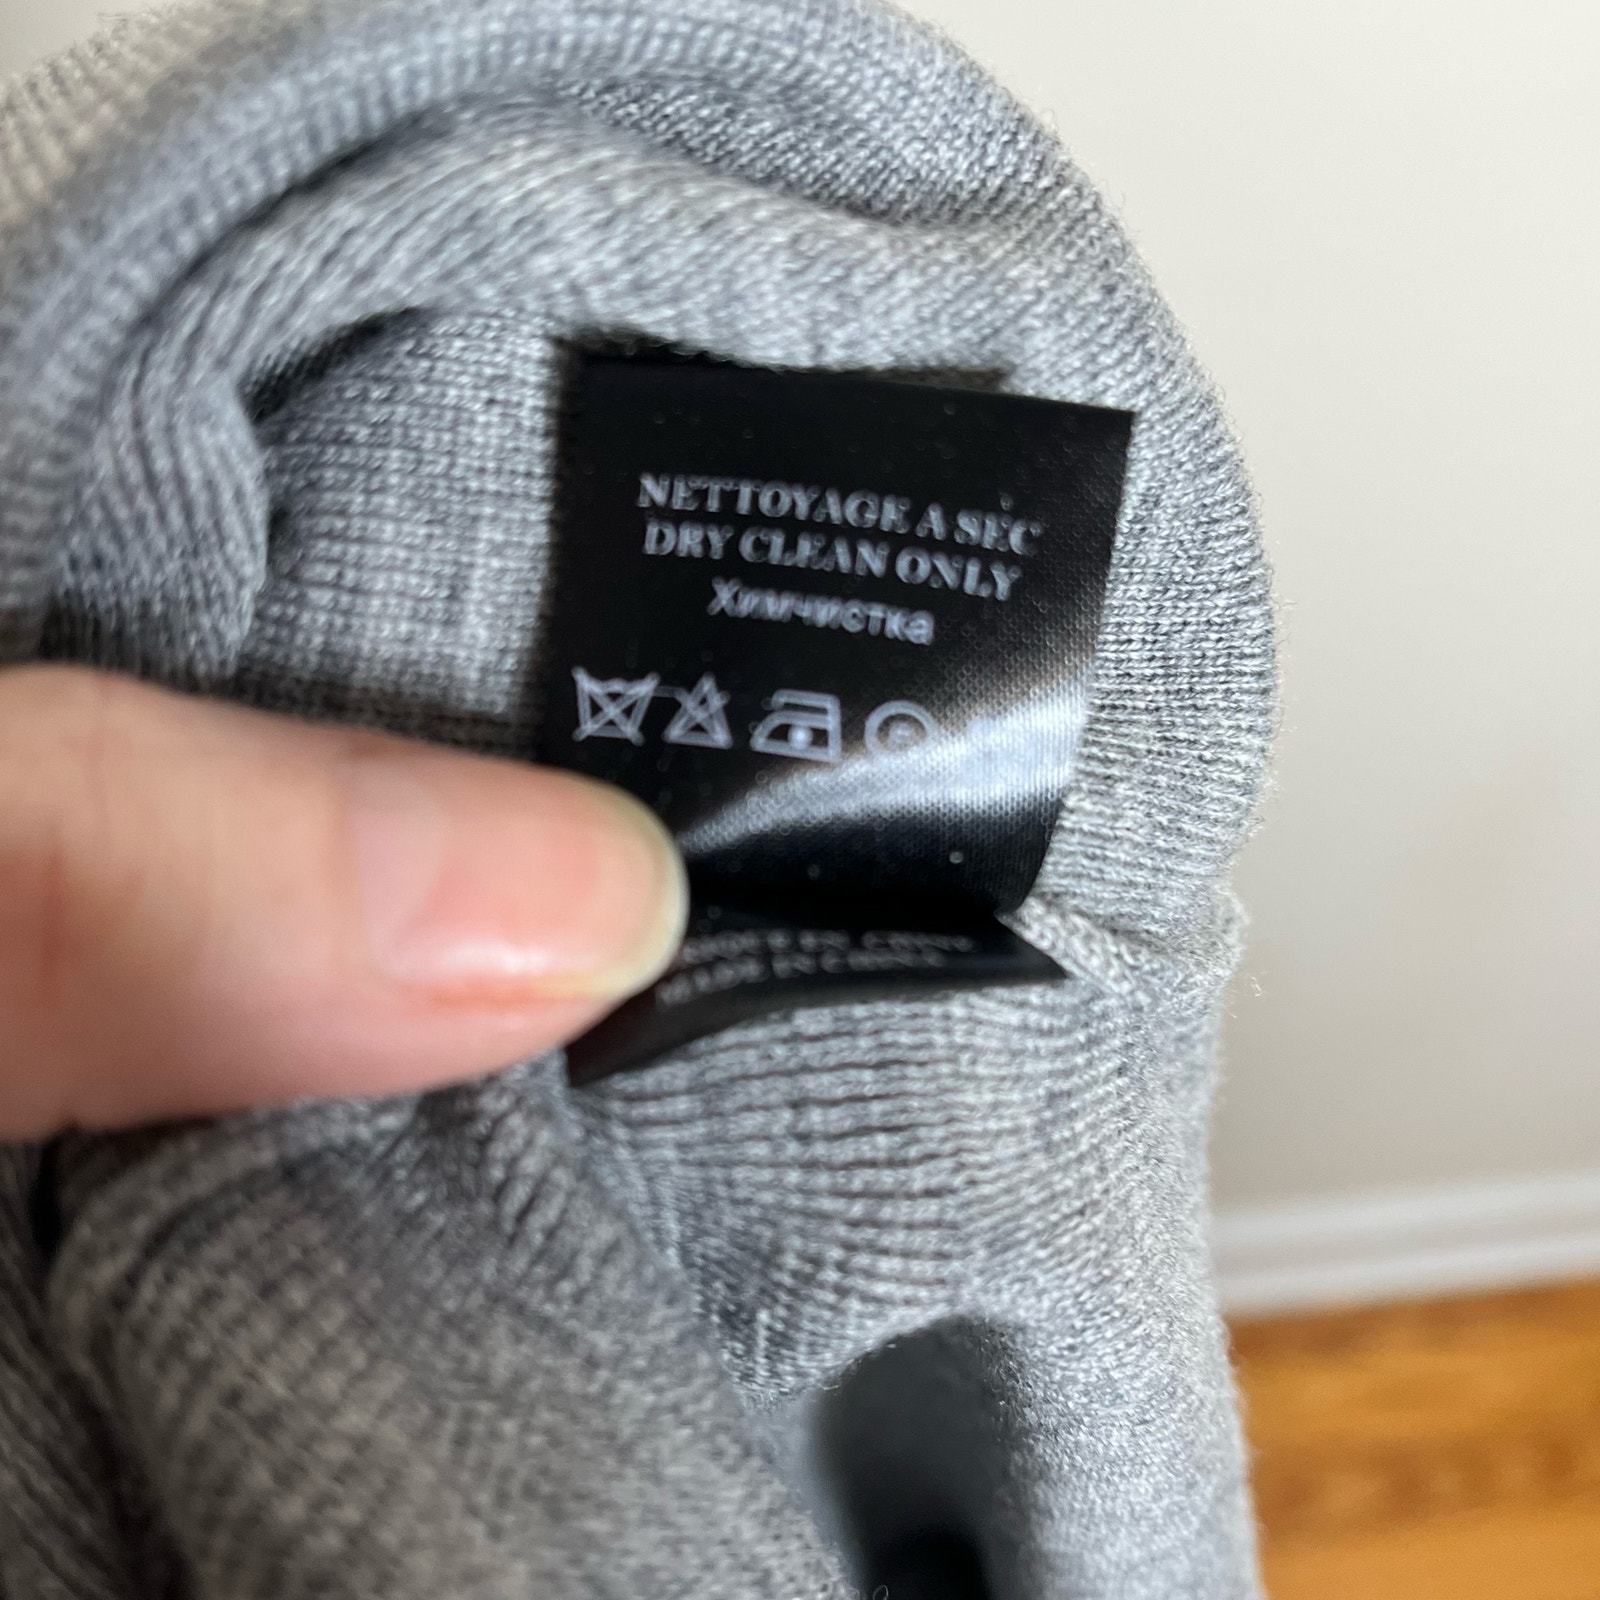 NETTOYAGE A SEC
DRY CLEAN ONLY
Химчистка
MADE IN CHINA